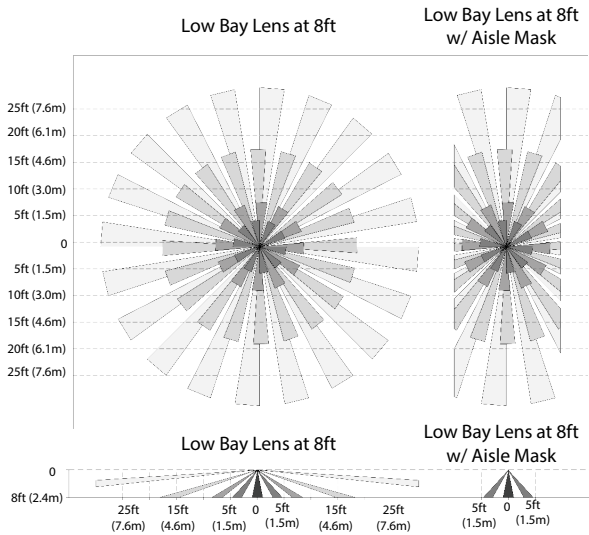 Low Bay Lens at 8ft
Low Bay Lens at 8ft
w/ Aisle Mask
25ft (7.6m)
20ft (6.1m)
15ft (4.6m)
10ft (3.0m)
5ft (1.5m)
0
5ft (1.5m)
10ft (3.0m)
15ft (4.6m)
20ft (6.1m)
25ft (7.6m)
Low Bay Lens at 8ft
Low Bay Lens at 8ft
w/ Aisle Mask
0
8ft (2.4m)
25ft 15ft 5ft 0 5ft 15ft 25ft
(7.6m) (4.6m) (1.5m) (1.5m) (4.6m) (7.6m)
5ft 0 5ft
(1.5m) (1.5m)